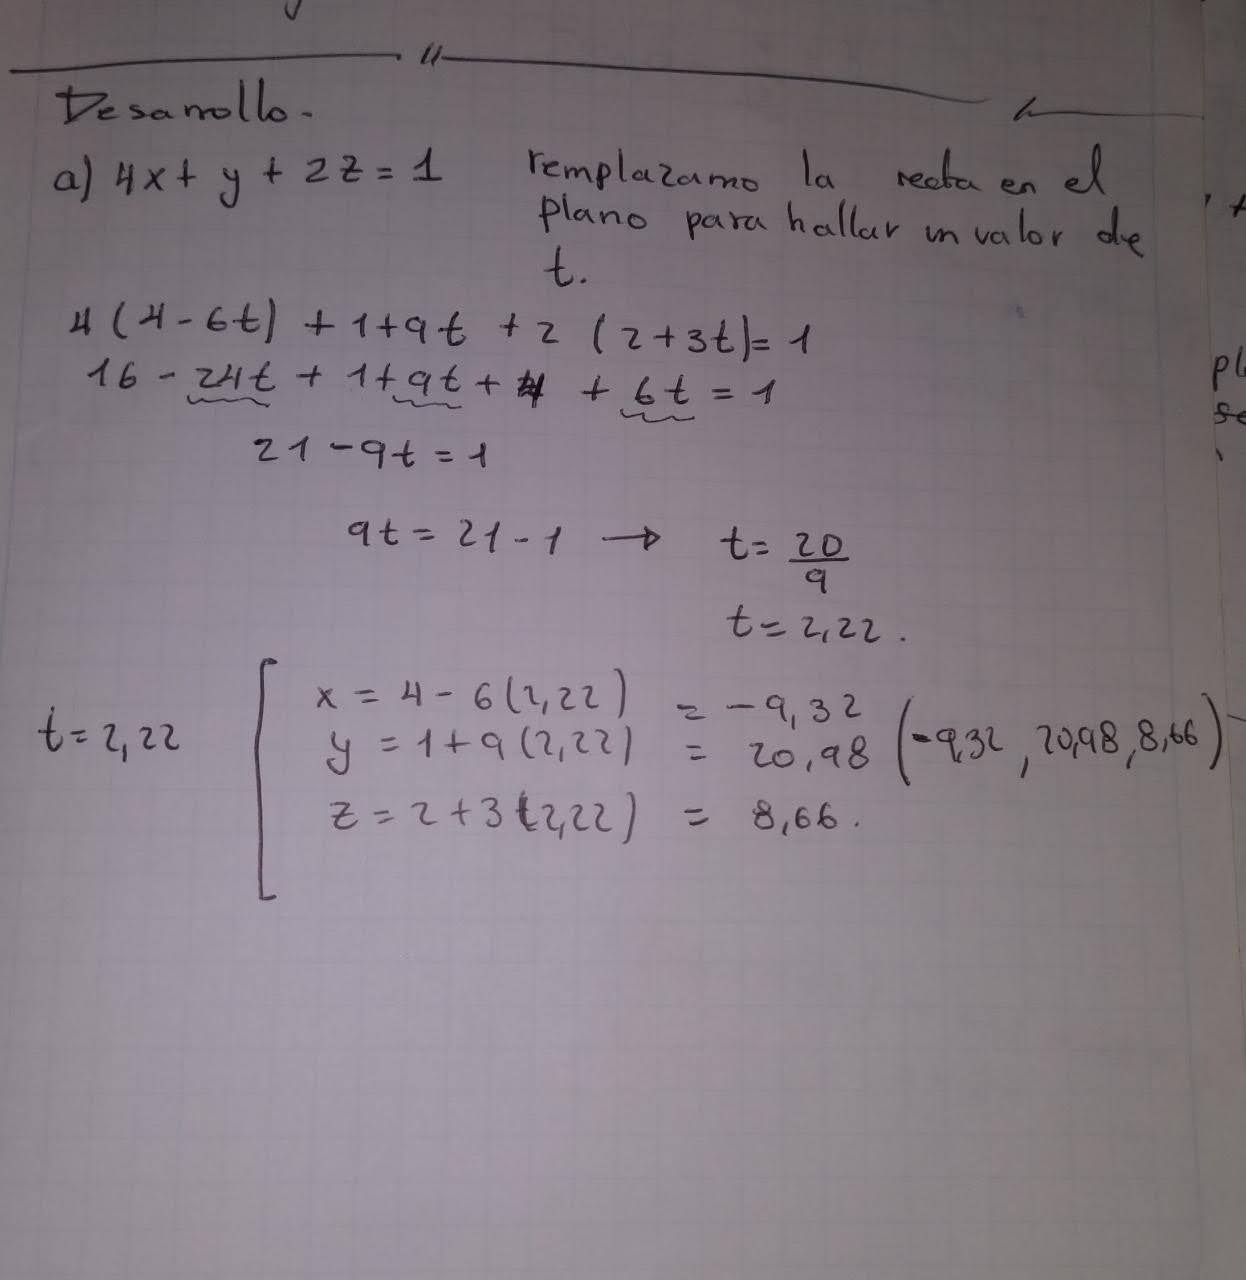 Desarrollo.
a) 4x + y + 2z = 1
remplazamo la recta en el
plano para hallar un valor de
t.
4(4-6t) + 1+9t + 2(2+3t)= 1
16 - 24t + 1+9t + 4 + 6t = 1
21 - 9t = 1
9t = 21 - 1 → t = 20/9
t = 2,22.
t = 2,22
x = 4 - 6(2,22) = -9,32
y = 1 + 9(2,22) = 20,98 (-9,32, 20,98, 8,66)
z = 2 + 3(2,22) = 8,66.
pl
se